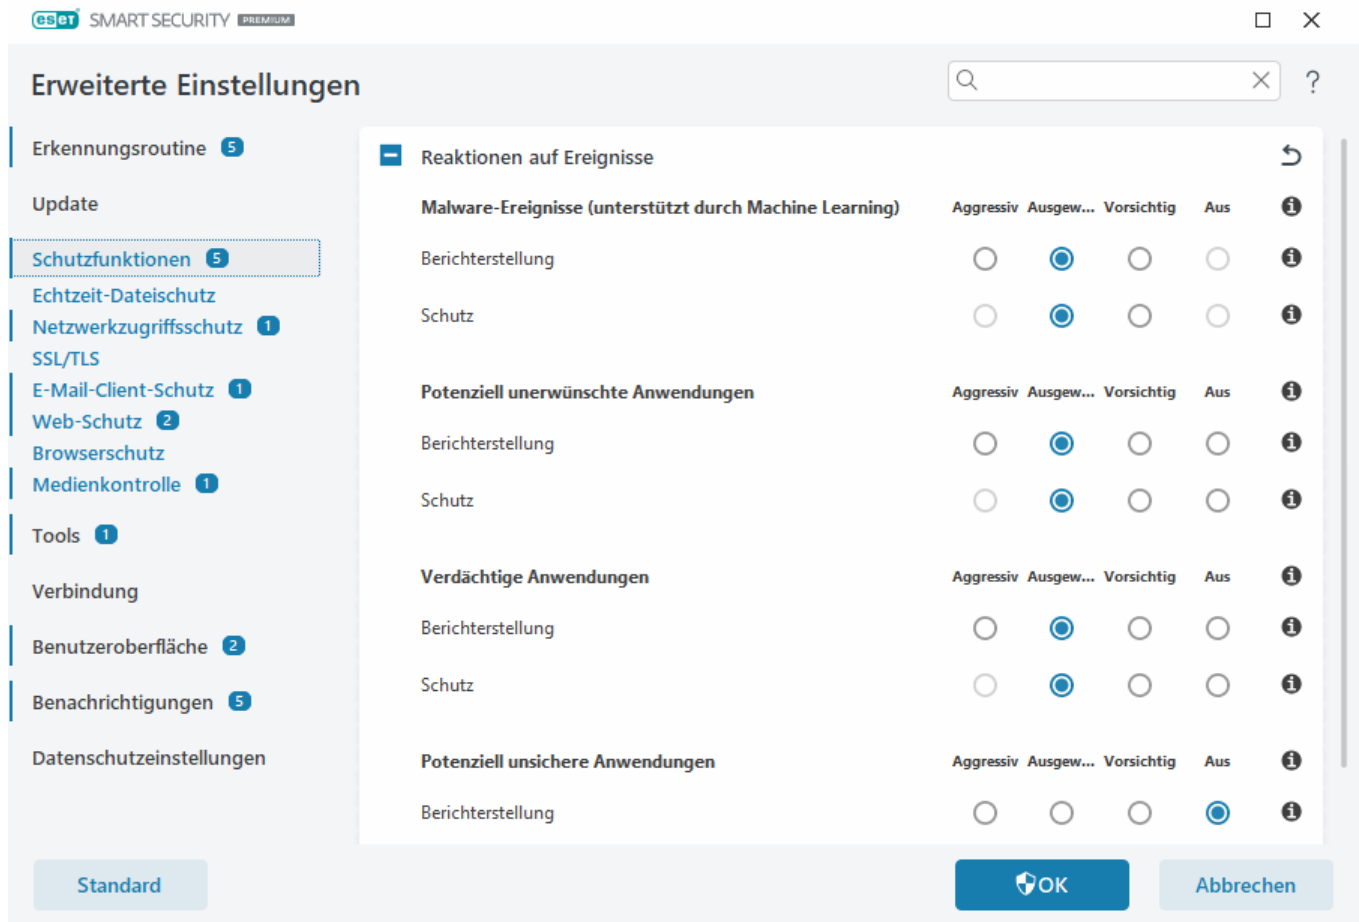 eset SMART SECURITY PREMIUM
Erweiterte Einstellungen
?
Erkennungsroutine 5
Update
Schutzfunktionen 5
Echtzeit-Dateischutz
Netzwerkzugriffsschutz 1
SSL/TLS
E-Mail-Client-Schutz 1
Web-Schutz 2
Browserschutz
Medienkontrolle 1
Tools 1
Verbindung
Benutzeroberfläche 2
Benachrichtigungen 5
Datenschutzeinstellungen
Reaktionen auf Ereignisse
Malware-Ereignisse (unterstützt durch Machine Learning) Aggressiv Ausgew... Vorsichtig Aus
Berichterstellung
Schutz
Potenziell unerwünschte Anwendungen Aggressiv Ausgew... Vorsichtig Aus
Berichterstellung
Schutz
Verdächtige Anwendungen Aggressiv Ausgew... Vorsichtig Aus
Berichterstellung
Schutz
Potenziell unsichere Anwendungen Aggressiv Ausgew... Vorsichtig Aus
Berichterstellung
Standard OK Abbrechen